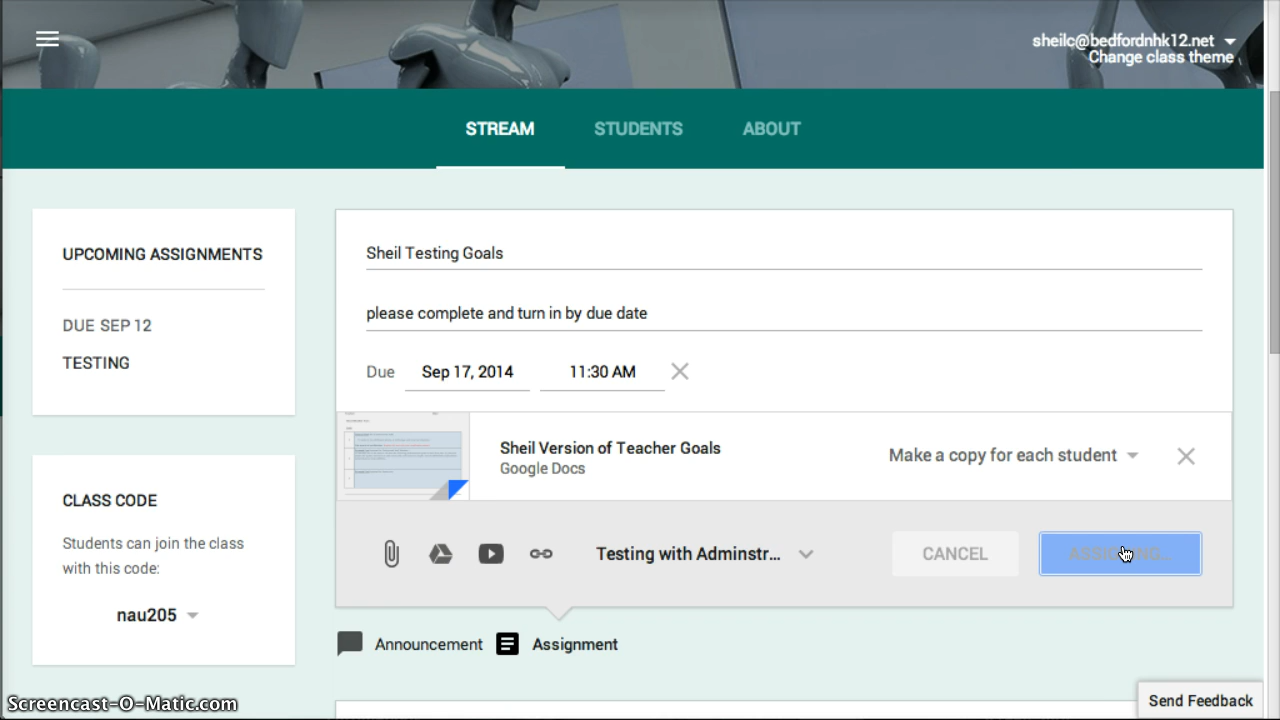 sheilc@bedfordnhk12.net
Change class theme
STREAM STUDENTS ABOUT
UPCOMING ASSIGNMENTS
DUE SEP 12
TESTING
CLASS CODE
Students can join the class
with this code:
nau205
Sheil Testing Goals
please complete and turn in by due date
Due Sep 17, 2014 11:30 AM
Sheil Version of Teacher Goals
Google Docs
Make a copy for each student
Testing with Adminstr...
CANCEL
Announcement Assignment
Send Feedback
Screencast-O-Matic.com